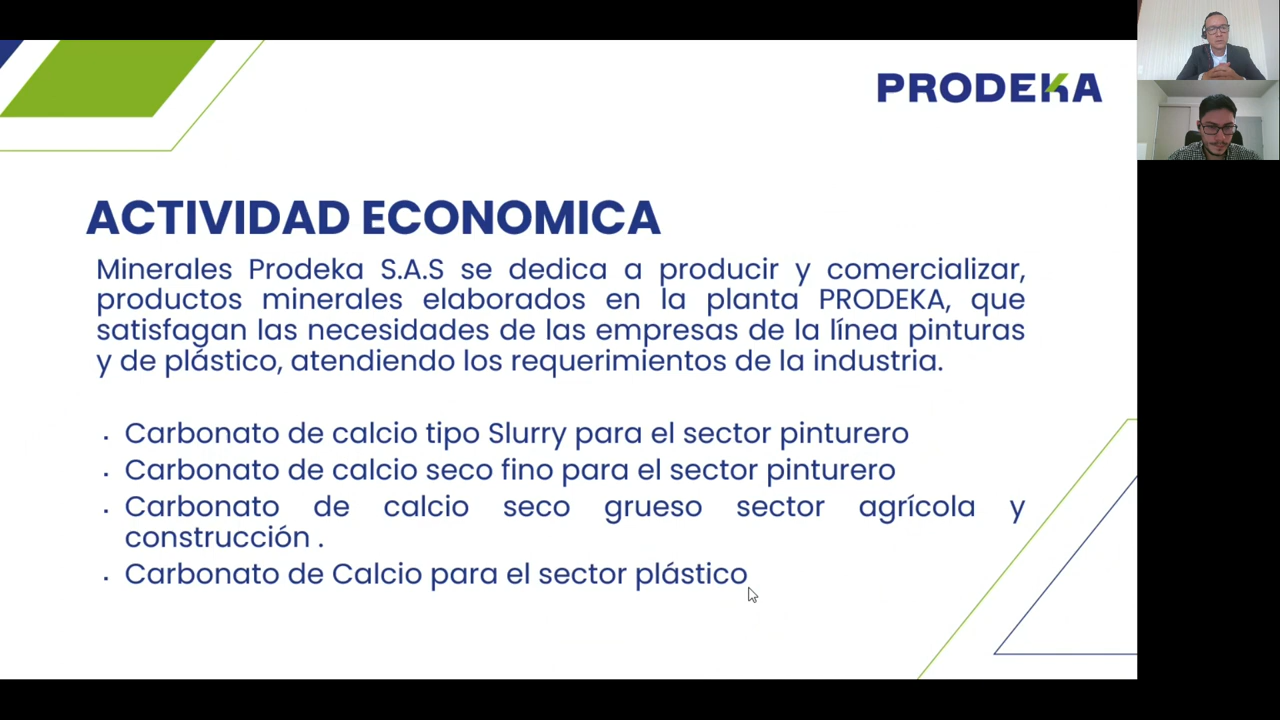 PRODEKA
ACTIVIDAD ECONOMICA
Minerales Prodeka S.A.S se dedica a producir y comercializar,
productos minerales elaborados en la planta PRODEKA, que
satisfagan las necesidades de las empresas de la línea pinturas
y de plástico, atendiendo los requerimientos de la industria.
· Carbonato de calcio tipo Slurry para el sector pinturero
· Carbonato de calcio seco fino para el sector pinturero
· Carbonato de calcio seco grueso sector agrícola y
construcción .
· Carbonato de Calcio para el sector plástico